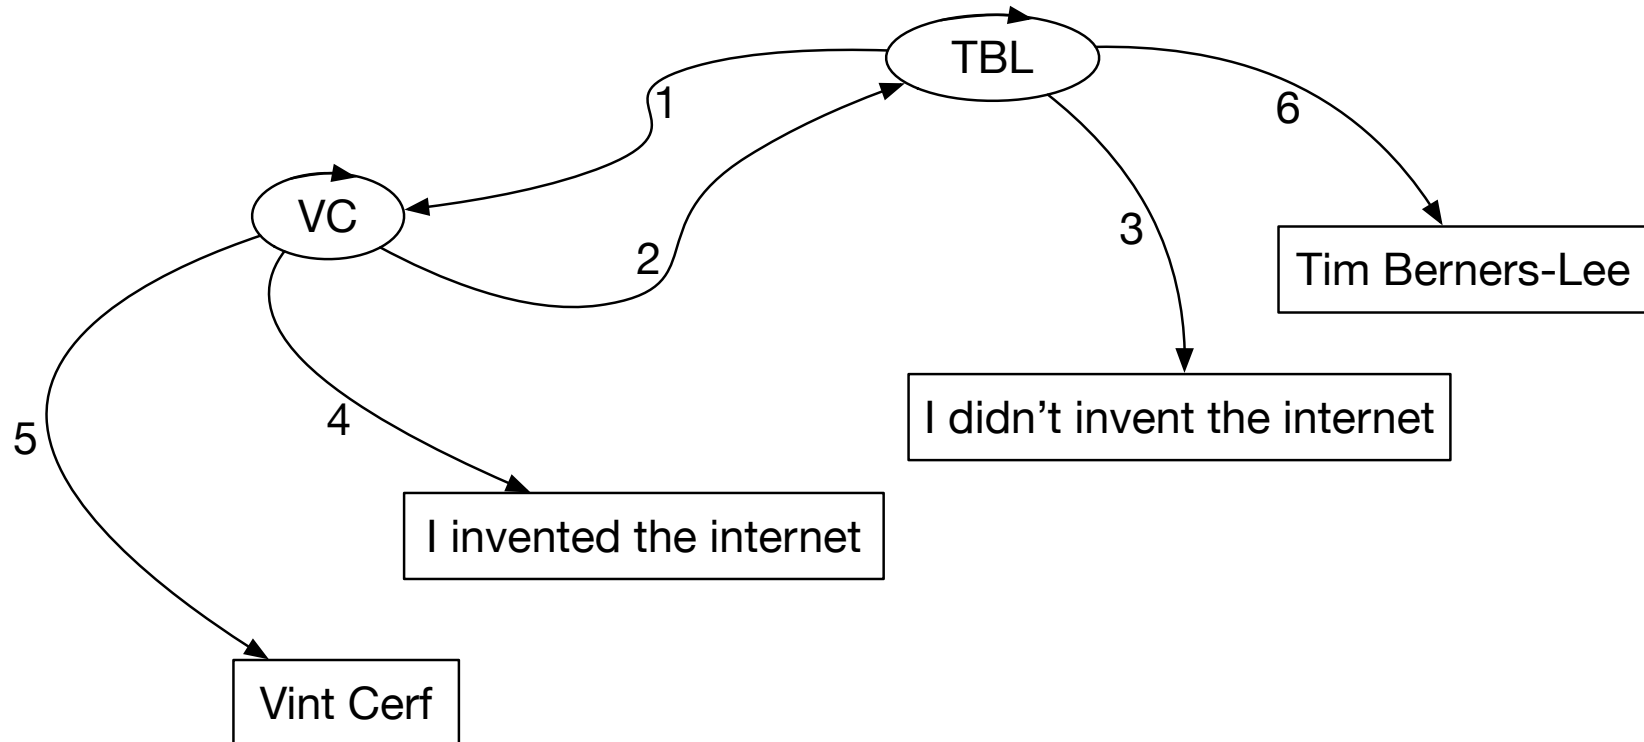 TBL
1
6
VC
2
3
Tim Berners-Lee
I didn’t invent the internet
4
5
I invented the internet
Vint Cerf